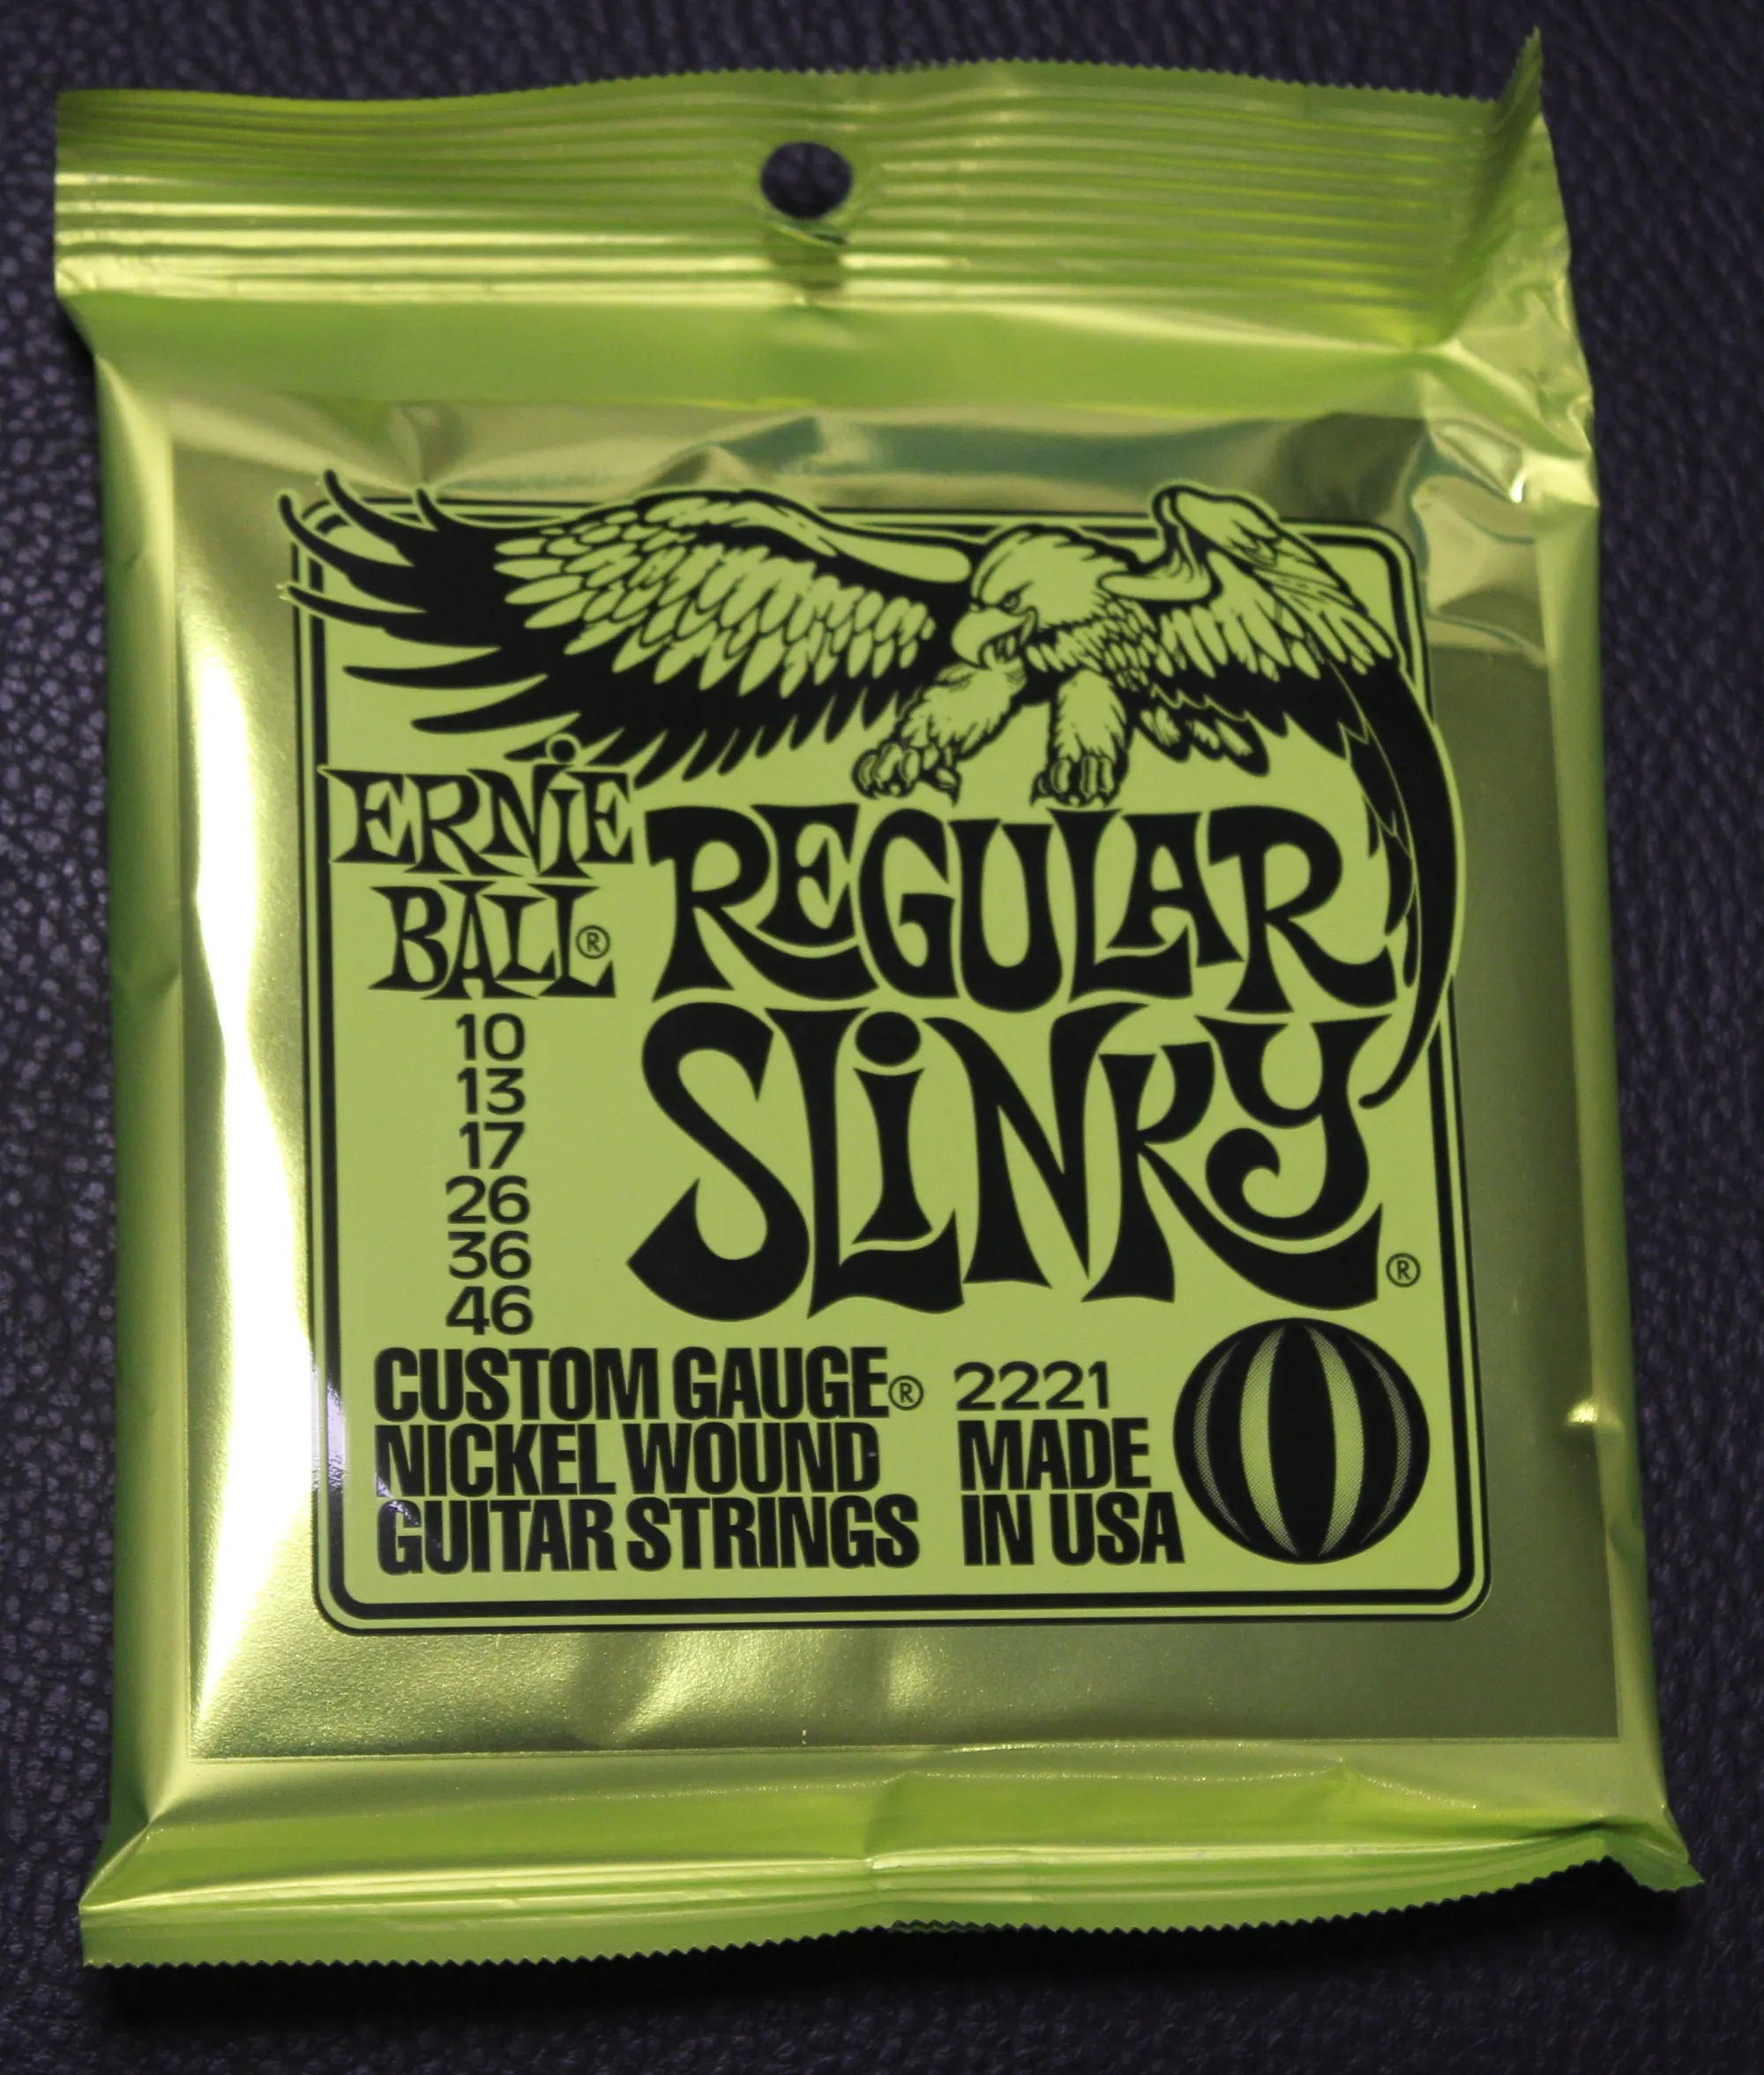 ERNiE
BALL®
REGULAR
SLiNKY®
10
13
17
26
36
46
CUSTOM GAUGE®
NICKEL WOUND
GUITAR STRINGS
2221
MADE
IN USA